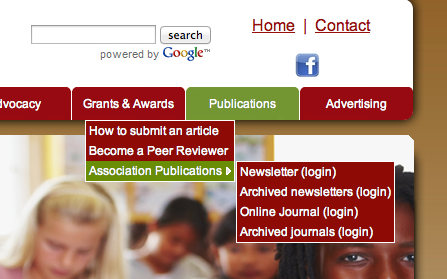 Home | Contact
search
powered by Google™
dvocacy
Grants & Awards
Publications
Advertising
How to submit an article
Become a Peer Reviewer
Association Publications
Newsletter (login)
Archived newsletters (login)
Online Journal (login)
Archived journals (login)